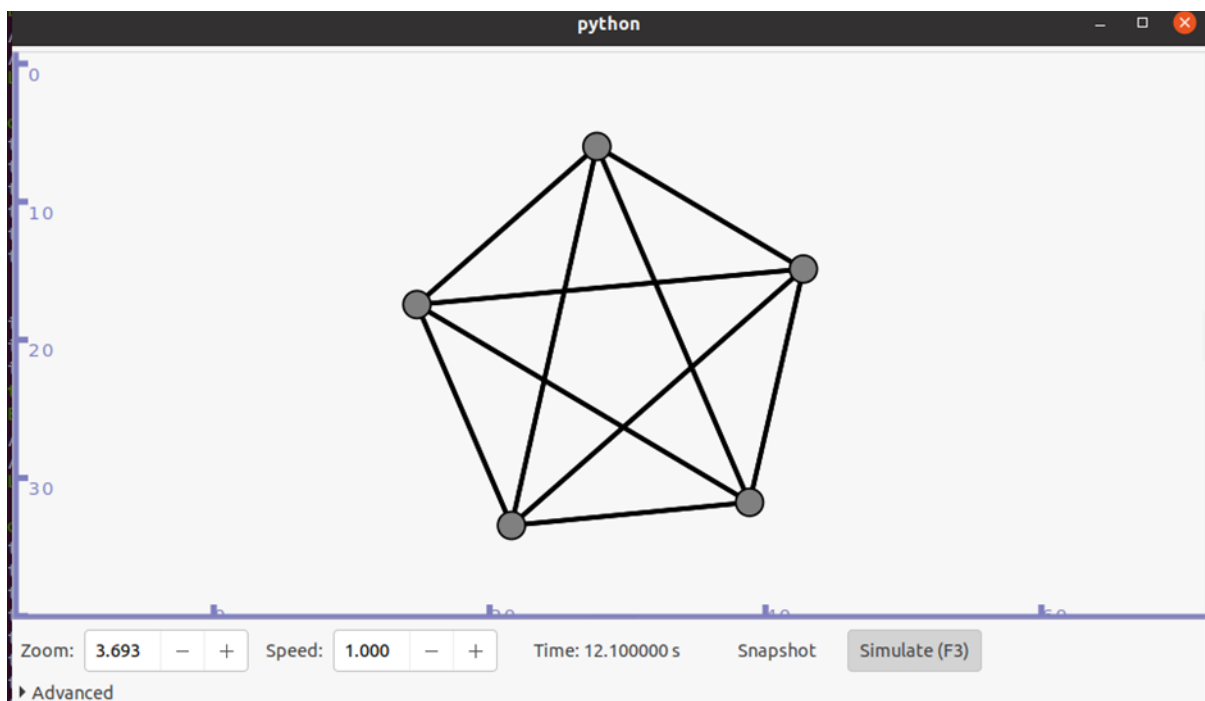 python
0
10
20
30
Zoom: 3.693 − + Speed: 1.000 − + Time: 12.100000 s Snapshot Simulate (F3)
Advanced